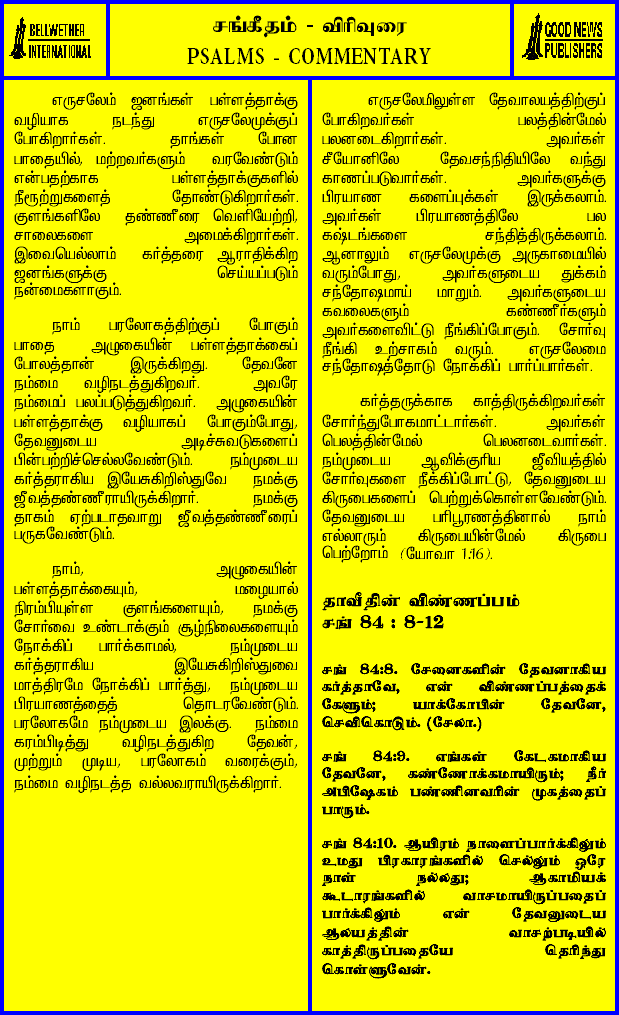 BELLWETHER
INTERNATIONAL
சங்கீதம் - விரிவுரை
PSALMS - COMMENTARY
GOOD NEWS
PUBLISHERS
எருசலேம் ஜனங்கள் பள்ளத்தாக்கு
வழியாக நடந்து எருசலேமுக்குப்
போகிறார்கள். தாங்கள் போன
பாதையில், மற்றவர்களும் வரவேண்டும்
என்பதற்காக பள்ளத்தாக்குகளில்
நீரூற்றுகளைத் தோண்டுகிறார்கள்.
குளங்களிலே தண்ணீரை வெளியேற்றி,
சாலைகளை அமைக்கிறார்கள்.
இவையெல்லாம் கர்த்தரை ஆராதிக்கிற
ஜனங்களுக்கு செய்யப்படும்
நன்மைகளாகும்.
நாம் பரலோகத்திற்குப் போகும்
பாதை அழுகையின் பள்ளத்தாக்கைப்
போலத்தான் இருக்கிறது. தேவனே
நம்மை வழிநடத்துகிறவர். அவரே
நம்மைப் பலப்படுத்துகிறவர். அழுகையின்
பள்ளத்தாக்கு வழியாகப் போகும்போது,
தேவனுடைய அடிச்சுவடுகளைப்
பின்பற்றிச்செல்லவேண்டும். நம்முடைய
கர்த்தராகிய இயேசுகிறிஸ்துவே நமக்கு
ஜீவத்தண்ணீராயிருக்கிறார். நமக்கு
தாகம் ஏற்படாதவாறு ஜீவத்தண்ணீரைப்
பருகவேண்டும்.
நாம், அழுகையின்
பள்ளத்தாக்கையும், மழையால்
நிரம்பியுள்ள குளங்களையும், நமக்கு
சோர்வை உண்டாக்கும் சூழ்நிலைகளையும்
நோக்கிப் பார்க்காமல், நம்முடைய
கர்த்தராகிய இயேசுகிறிஸ்துவை
மாத்திரமே நோக்கிப் பார்த்து, நம்முடைய
பிரயாணத்தைத் தொடரவேண்டும்.
பரலோகமே நம்முடைய இலக்கு. நம்மை
கரம்பிடித்து வழிநடத்துகிற தேவன்,
முற்றும் முடிய, பரலோகம் வரைக்கும்,
நம்மை வழிநடத்த வல்லவராயிருக்கிறார்.
எருசலேமிலுள்ள தேவாலயத்திற்குப்
போகிறவர்கள் பலத்தின்மேல்
பலனடைகிறார்கள். அவர்கள்
சீயோனிலே தேவசந்நிதியிலே வந்து
காணப்படுவார்கள். அவர்களுக்கு
பிரயாண களைப்புக்கள் இருக்கலாம்.
அவர்கள் பிரயாணத்திலே பல
கஷ்டங்களை சந்தித்திருக்கலாம்.
ஆனாலும் எருசலேமுக்கு அருகாமையில்
வரும்போது, அவர்களுடைய துக்கம்
சந்தோஷமாய் மாறும். அவர்களுடைய
கவலைகளும் கண்ணீர்களும்
அவர்களைவிட்டு நீங்கிப்போகும். சோர்வு
நீங்கி உற்சாகம் வரும். எருசலேமை
சந்தோஷத்தோடு நோக்கிப் பார்ப்பார்கள்.
கர்த்தருக்காக காத்திருக்கிறவர்கள்
சோர்ந்துபோகமாட்டார்கள். அவர்கள்
பெலத்தின்மேல் பெலனடைவார்கள்.
நம்முடைய ஆவிக்குரிய ஜீவியத்தில்
சோர்வுகளை நீக்கிப்போட்டு, தேவனுடைய
கிருபைகளைப் பெற்றுக்கொள்ளவேண்டும்.
தேவனுடைய பரிபூரணத்தினால் நாம்
எல்லாரும் கிருபையின்மேல் கிருபை
பெற்றோம் (யோவா 1:16).
தாவீதின் விண்ணப்பம்
சங் 84 : 8-12
சங் 84:8. சேனைகளின் தேவனாகிய
கர்த்தாவே, என் விண்ணப்பத்தைக்
கேளும்; யாக்கோபின் தேவனே,
செவிகொடும். (சேலா.)
சங் 84:9. எங்கள் கேடகமாகிய
தேவனே, கண்ணோக்கமாயிரும்; நீர்
அபிஷேகம் பண்ணினவரின் முகத்தைப்
பாரும்.
சங் 84:10. ஆயிரம் நாளைப்பார்க்கிலும்
உமது பிரகாரங்களில் செல்லும் ஒரே
நாள் நல்லது; ஆகாமியக்
கூடாரங்களில் வாசமாயிருப்பதைப்
பார்க்கிலும் என் தேவனுடைய
ஆலயத்தின் வாசற்படியில்
காத்திருப்பதையே தெரிந்து
கொள்ளுவேன்.